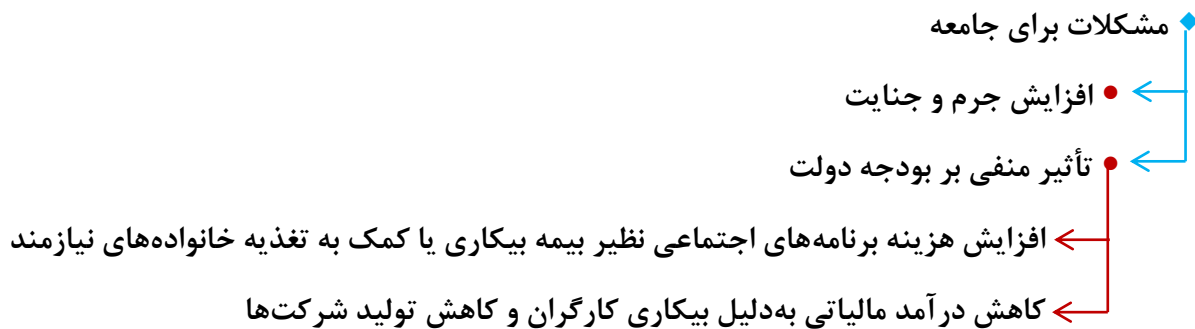 مشکلات برای جامعه
افزایش جرم و جنایت
تأثیر منفی بر بودجه دولت
افزایش هزینه برنامه‌های اجتماعی نظیر بیمه بیکاری یا کمک به تغذیه خانواده‌های نیازمند
کاهش درآمد مالیاتی به‌دلیل بیکاری کارگران و کاهش تولید شرکت‌ها